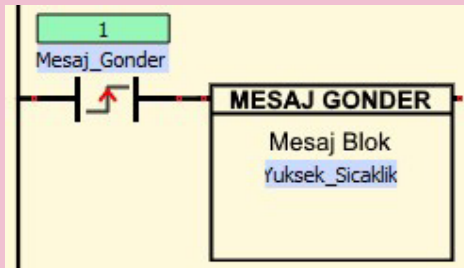 1
Mesaj_Gonder
MESAJ GONDER
Mesaj Blok
Yuksek_Sicaklik